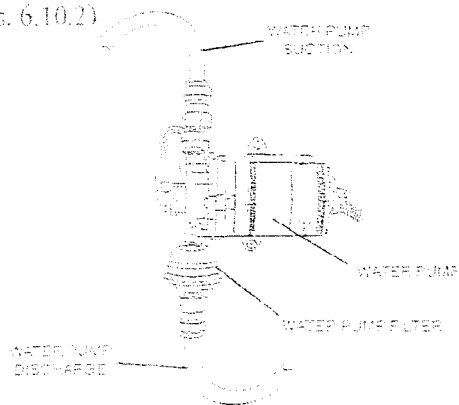 s. 6.10.2)
WATER PUMP
SUCTION
WATER PUMP
WATER PUMP FILTER
WATER PUMP
DISCHARGE